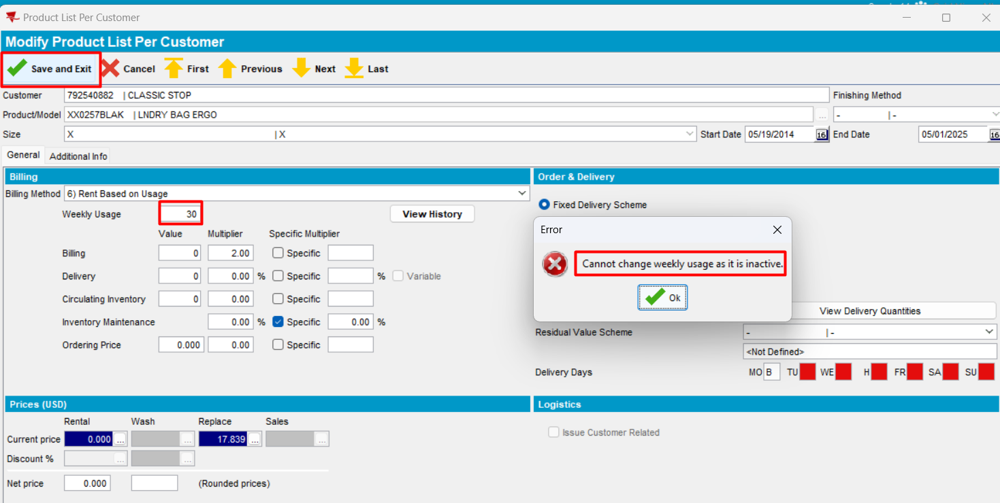 Product List Per Customer
Modify Product List Per Customer
Save and Exit Cancel First Previous Next Last
Customer 792540882 | CLASSIC STOP Finishing Method
Product/Model XX0257BLAK | LNDRY BAG ERGO ... - | -
Size X | X Start Date 05/19/2014 16 End Date 05/01/2025 16
General Additional Info
Billing Order & Delivery
Billing Method 6) Rent Based on Usage
Fixed Delivery Scheme
Weekly Usage 30 View History
Value Multiplier Specific Multiplier
Error
Billing 0 2.00 Specific
Cannot change weekly usage as it is inactive.
Delivery 0 0.00 % Specific % Variable
Ok
Circulating Inventory 0 0.00 Specific
View Delivery Quantities
Inventory Maintenance 0.00 % Specific 0.00 %
Residual Value Scheme - | -
Ordering Price 0.000 0.00 Specific
<Not Defined>
Delivery Days MO B TU WE H FR SA SU
Prices (USD) Logistics
Rental Wash Replace Sales
Issue Customer Related
Current price 0.000 ... ... 17.839 ... ...
Discount % ... ...
Net price 0.000 (Rounded prices)